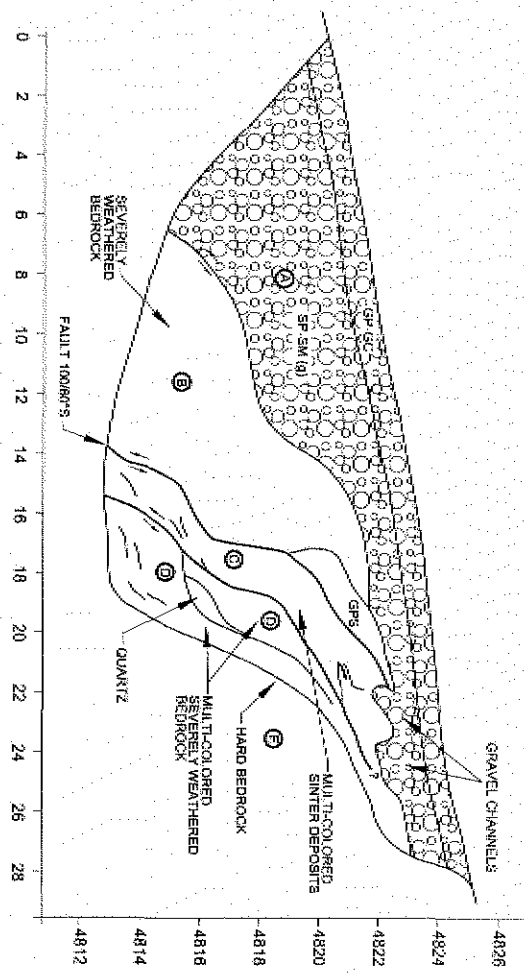 0
2
4
6
8
10
12
14
16
18
20
22
24
26
28
4812
4814
4816
4818
4820
4822
4824
4826
GP-GC
SP-SM (g)
A
B
C
D
D
GPS
SEVERELY
WEATHERED
BEDROCK
FAULT 100/80°S
QUARTZ
MULTI-COLORED
SEVERELY WEATHERED
BEDROCK
HARD BEDROCK
MULTI-COLORED
SINTER DEPOSITS
GRAVEL CHANNELS
?